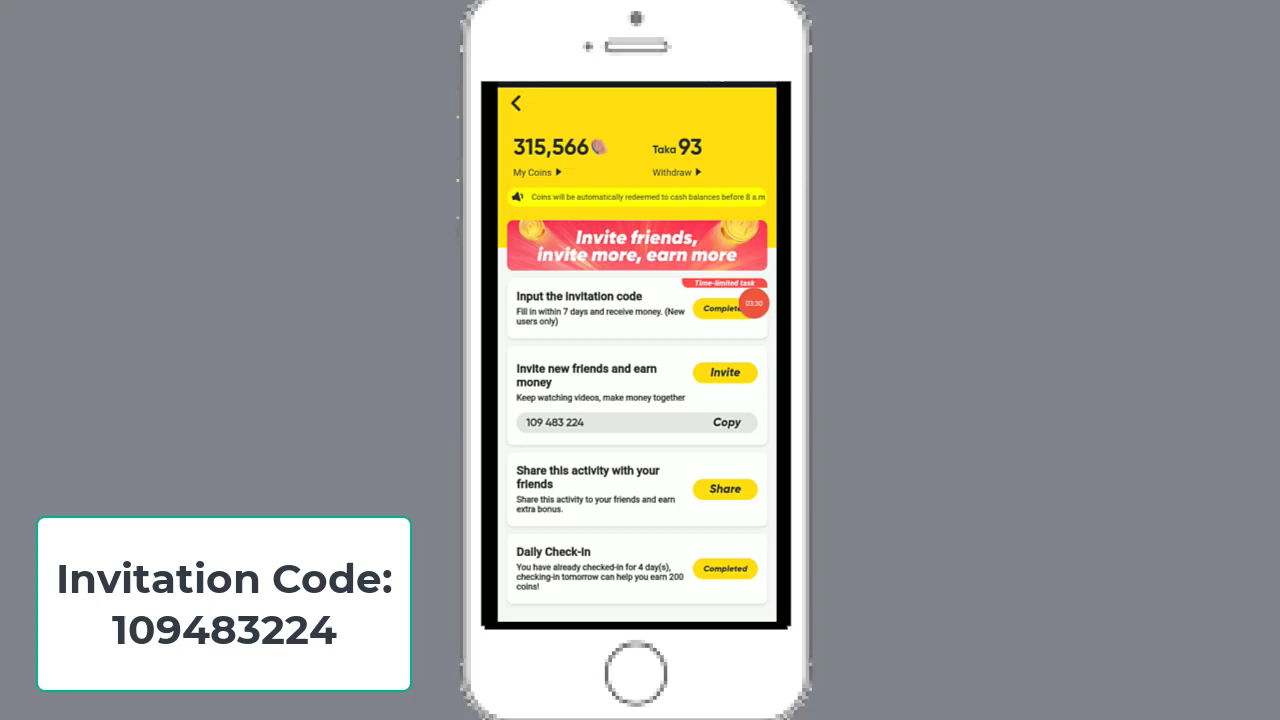 315,566
Taka 93
My Coins
Withdraw
Coins will be automatically redeemed to cash balances before 8 a.m
Invite friends,
invite more, earn more
Time-limited task
Input the invitation code
Fill in within 7 days and receive money. (New
users only)
Complete
03:30
Invite new friends and earn
money
Invite
Keep watching videos, make money together
109 483 224
Copy
Share this activity with your
friends
Share
Share this activity to your friends and earn
extra bonus.
Daily Check-in
You have already checked-in for 4 day(s),
checking-in tomorrow can help you earn 200
coins!
Completed
Invitation Code:
109483224